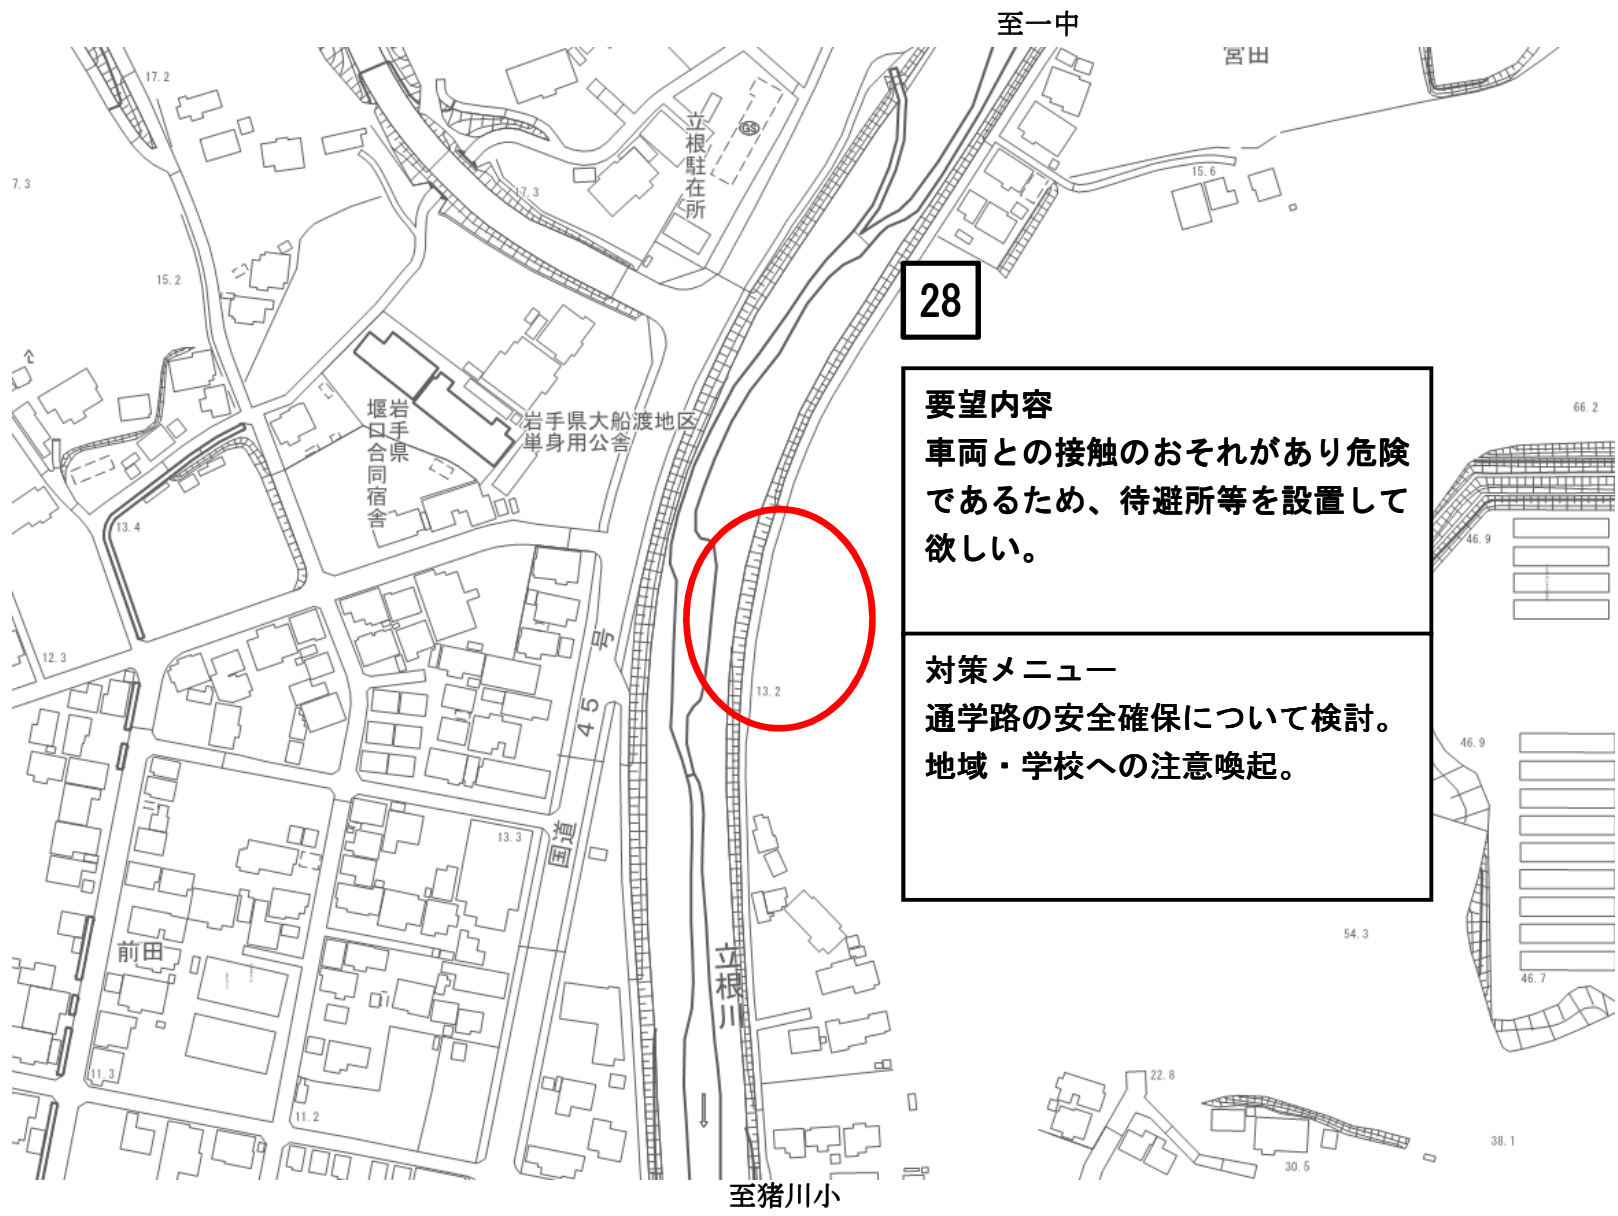 至一中
宮田
17.2
GS
立根駐在所
7.3
17.3
15.6
15.2
28
岩手県
堰口合同宿舎
岩手県大船渡地区
単身用公舎
要望内容
車両との接触のおそれがあり危険
であるため、待避所等を設置して
欲しい。
66.2
13.4
46.9
12.3
13.2
対策メニュー
通学路の安全確保について検討。
地域・学校への注意喚起。
46.9
国道45号
13.3
前田
立根川
54.3
46.7
11.3
11.2
22.8
30.5
38.1
至猪川小